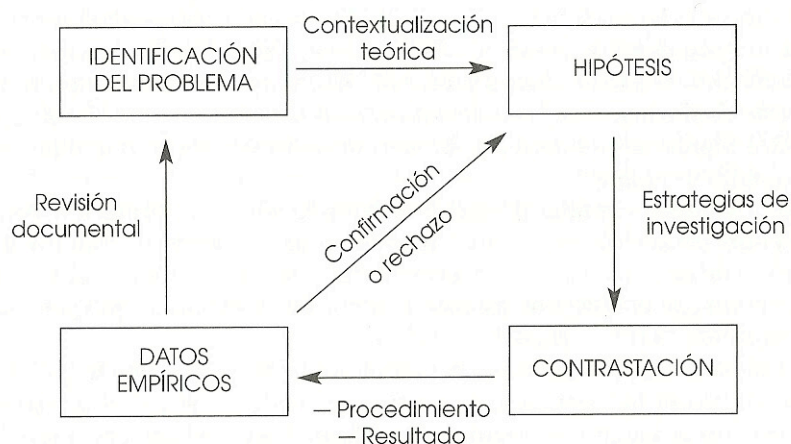 Contextualización
teórica
IDENTIFICACIÓN
DEL PROBLEMA
HIPÓTESIS
Revisión
documental
Confirmación
o rechazo
Estrategias de
investigación
DATOS
EMPÍRICOS
CONTRASTACIÓN
— Procedimiento
— Resultado